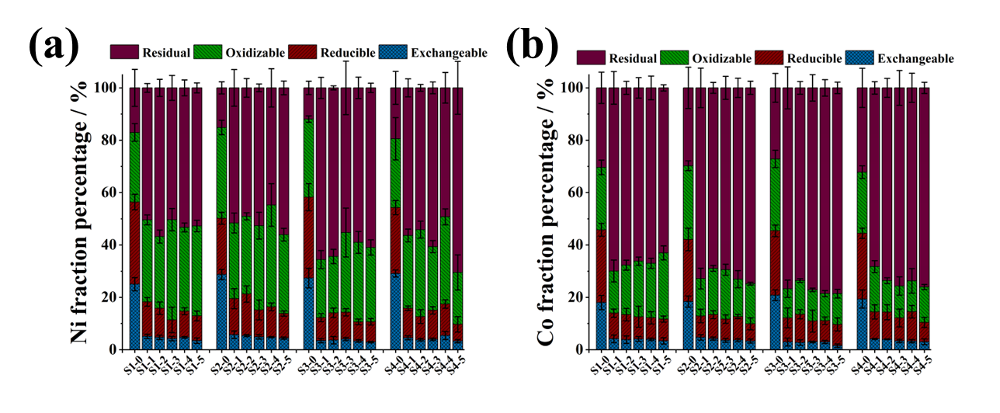 (a)
Residual Oxidizable Reducible Exchangeable
Ni fraction percentage / %
100
80
60
40
20
0
S1-0 S1-1 S1-2 S1-3 S1-4 S1-5 S2-0 S2-1 S2-2 S2-3 S2-4 S2-5 S3-0 S3-1 S3-2 S3-3 S3-4 S3-5 S4-0 S4-1 S4-2 S4-3 S4-4 S4-5
(b)
Residual Oxidizable Reducible Exchangeable
Co fraction percentage / %
100
80
60
40
20
0
S1-0 S1-1 S1-2 S1-3 S1-4 S1-5 S2-0 S2-1 S2-2 S2-3 S2-4 S2-5 S3-0 S3-1 S3-2 S3-3 S3-4 S3-5 S4-0 S4-1 S4-2 S4-3 S4-4 S4-5